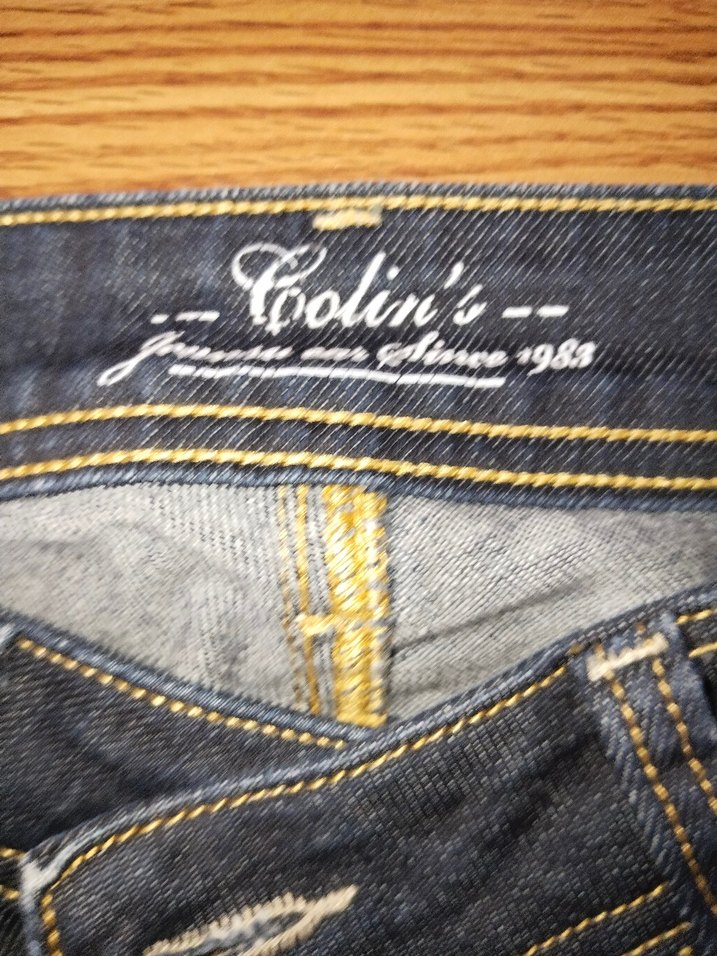 -- Colin's --
Since 1983